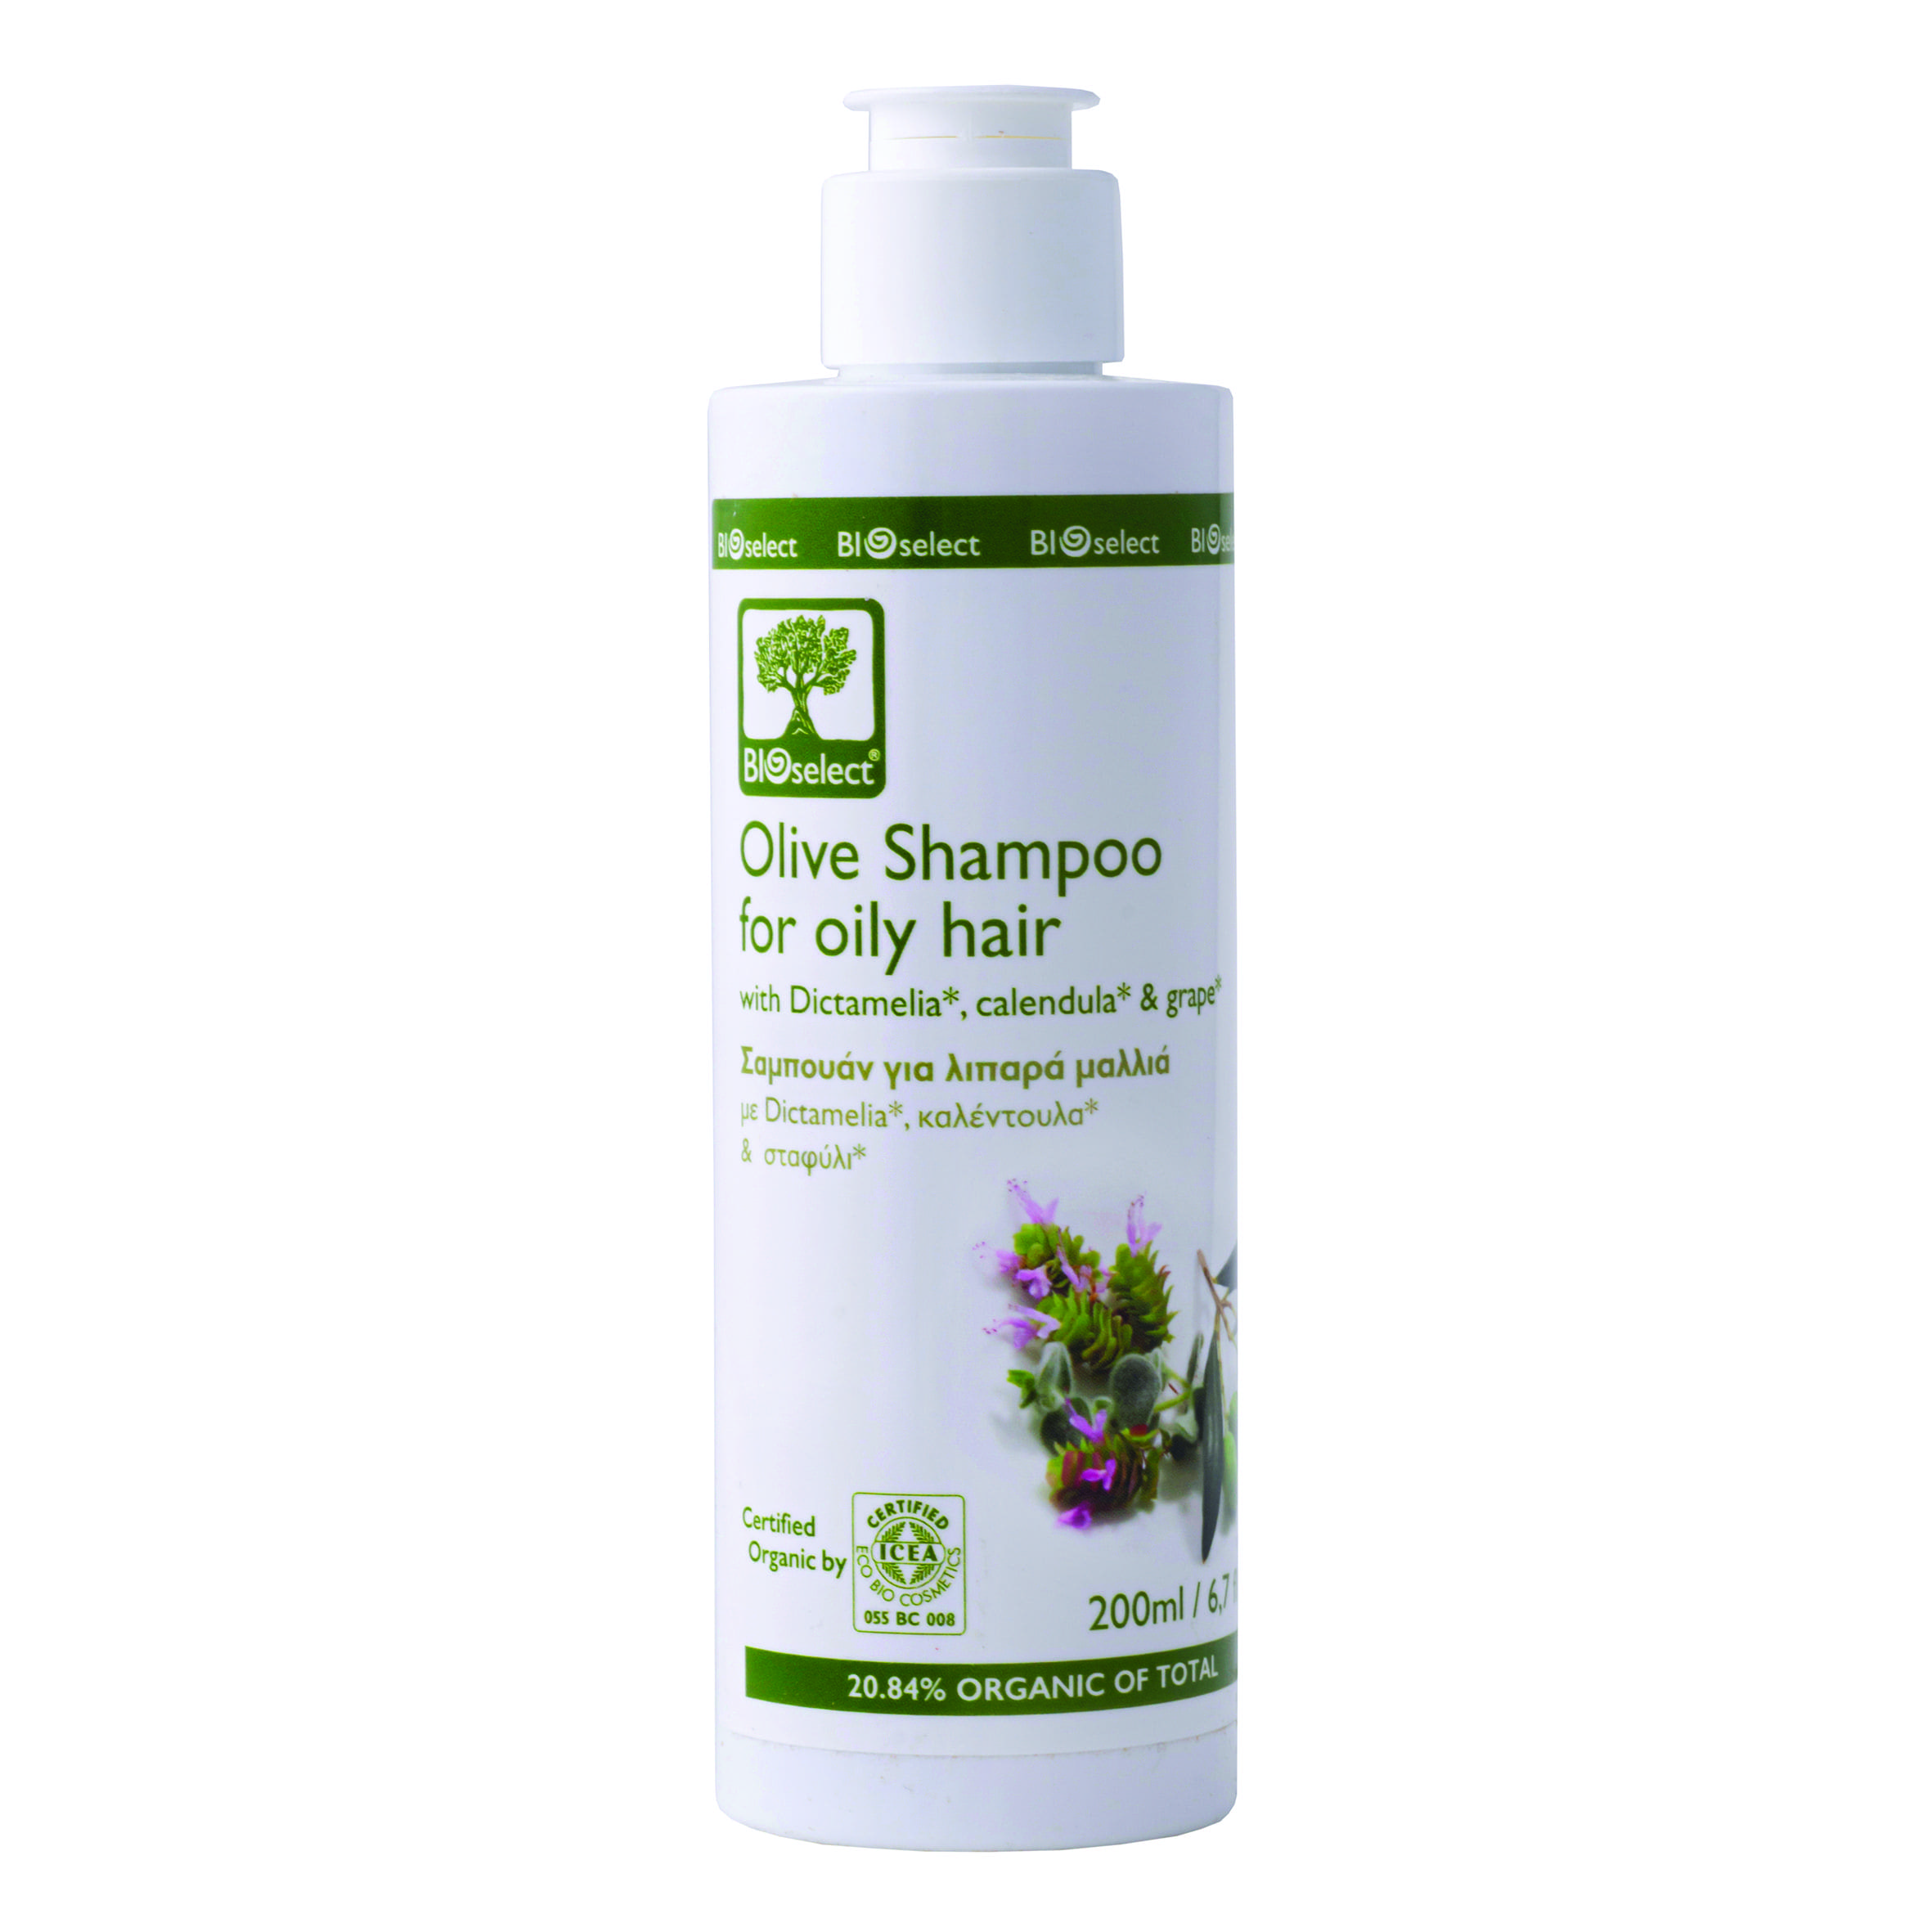 BIOselect BIOselect BIOselect
BIOselect®
Olive Shampoo
for oily hair
with Dictamelia*, calendula* & grape*
Σαμπουάν για λιπαρά μαλλιά
με Dictamelia*, καλέντουλα*
& σταφύλι*
Certified
Organic by
CERTIFIED
ICEA
ECO BIO COSMETICS
055 BC 008
200ml / 6,7
20.84% ORGANIC OF TOTAL